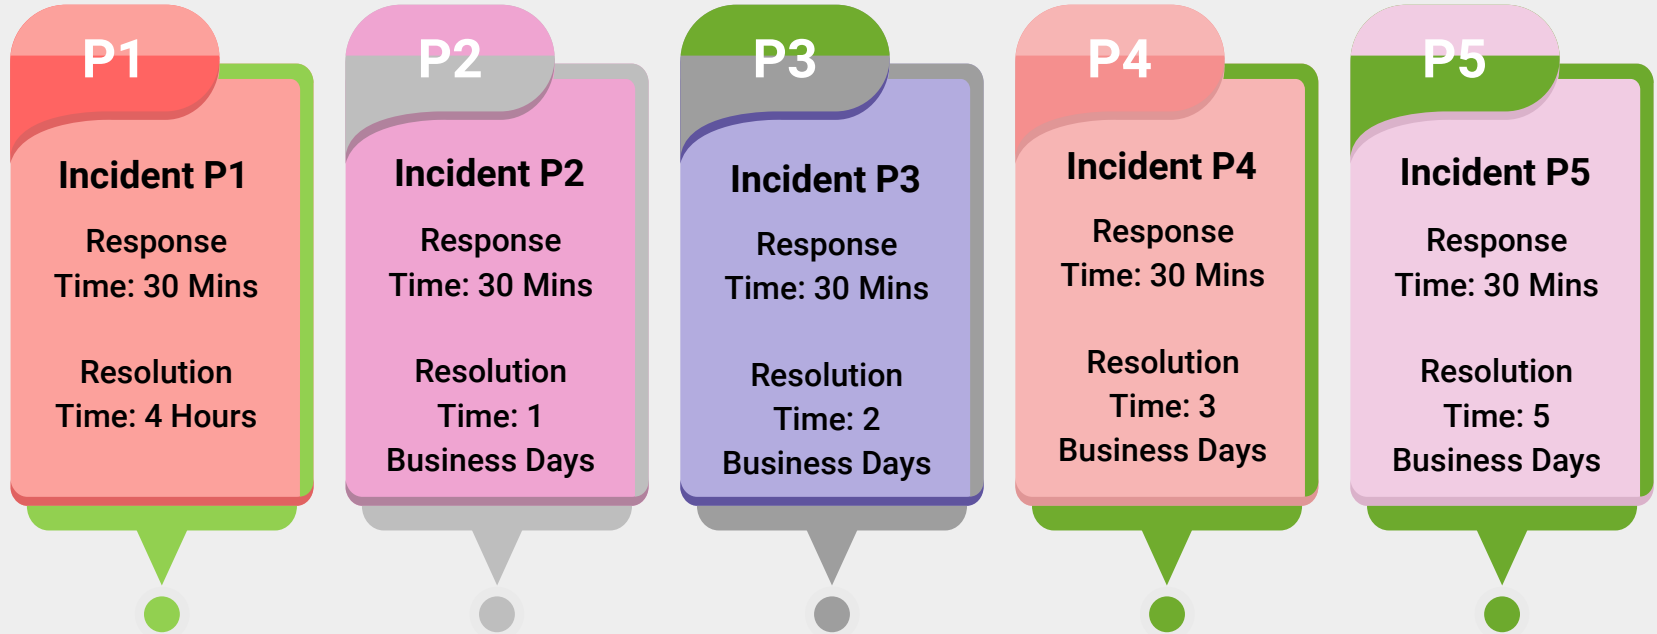 P1
Incident P1
Response
Time: 30 Mins
Resolution
Time: 4 Hours
P2
Incident P2
Response
Time: 30 Mins
Resolution
Time: 1
Business Days
P3
Incident P3
Response
Time: 30 Mins
Resolution
Time: 2
Business Days
P4
Incident P4
Response
Time: 30 Mins
Resolution
Time: 3
Business Days
P5
Incident P5
Response
Time: 30 Mins
Resolution
Time: 5
Business Days